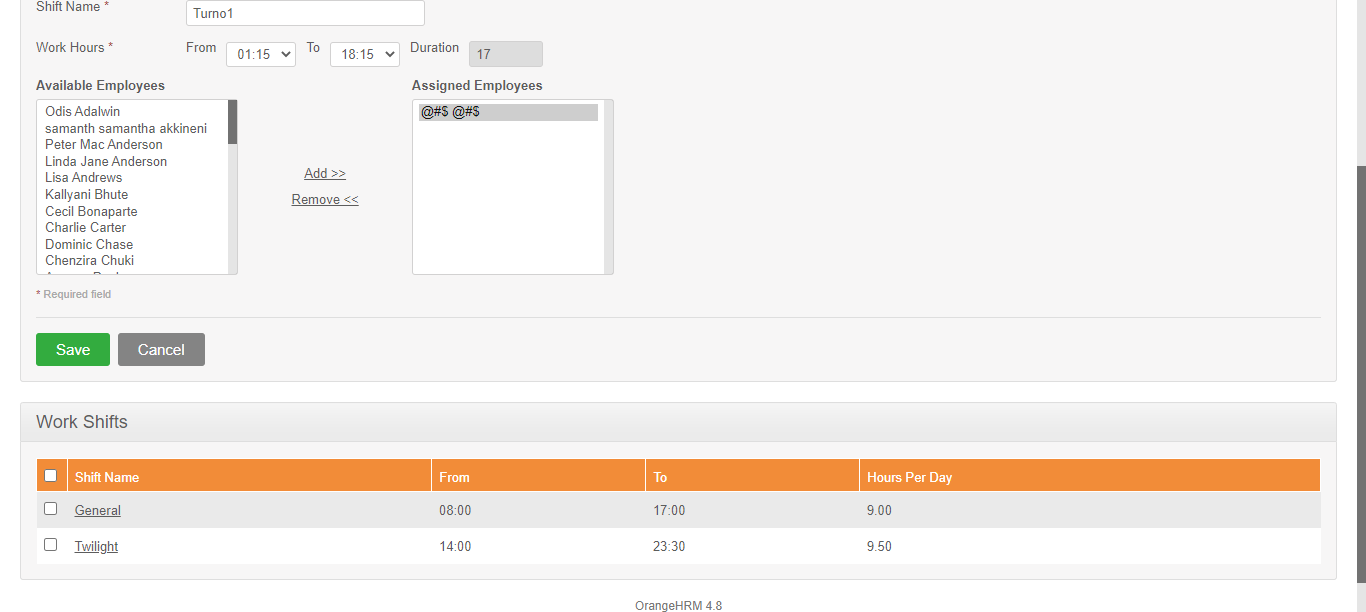 Shift Name *
Turno1
Work Hours * From 01:15 To 18:15 Duration 17
Available Employees
Odis Adalwin
samanth samantha akkineni
Peter Mac Anderson
Linda Jane Anderson
Lisa Andrews
Kallyani Bhute
Cecil Bonaparte
Charlie Carter
Dominic Chase
Chenzira Chuki
Add >>
Remove <<
Assigned Employees
@#$ @#$
* Required field
Save Cancel
Work Shifts
Shift Name From To Hours Per Day
General 08:00 17:00 9.00
Twilight 14:00 23:30 9.50
OrangeHRM 4.8